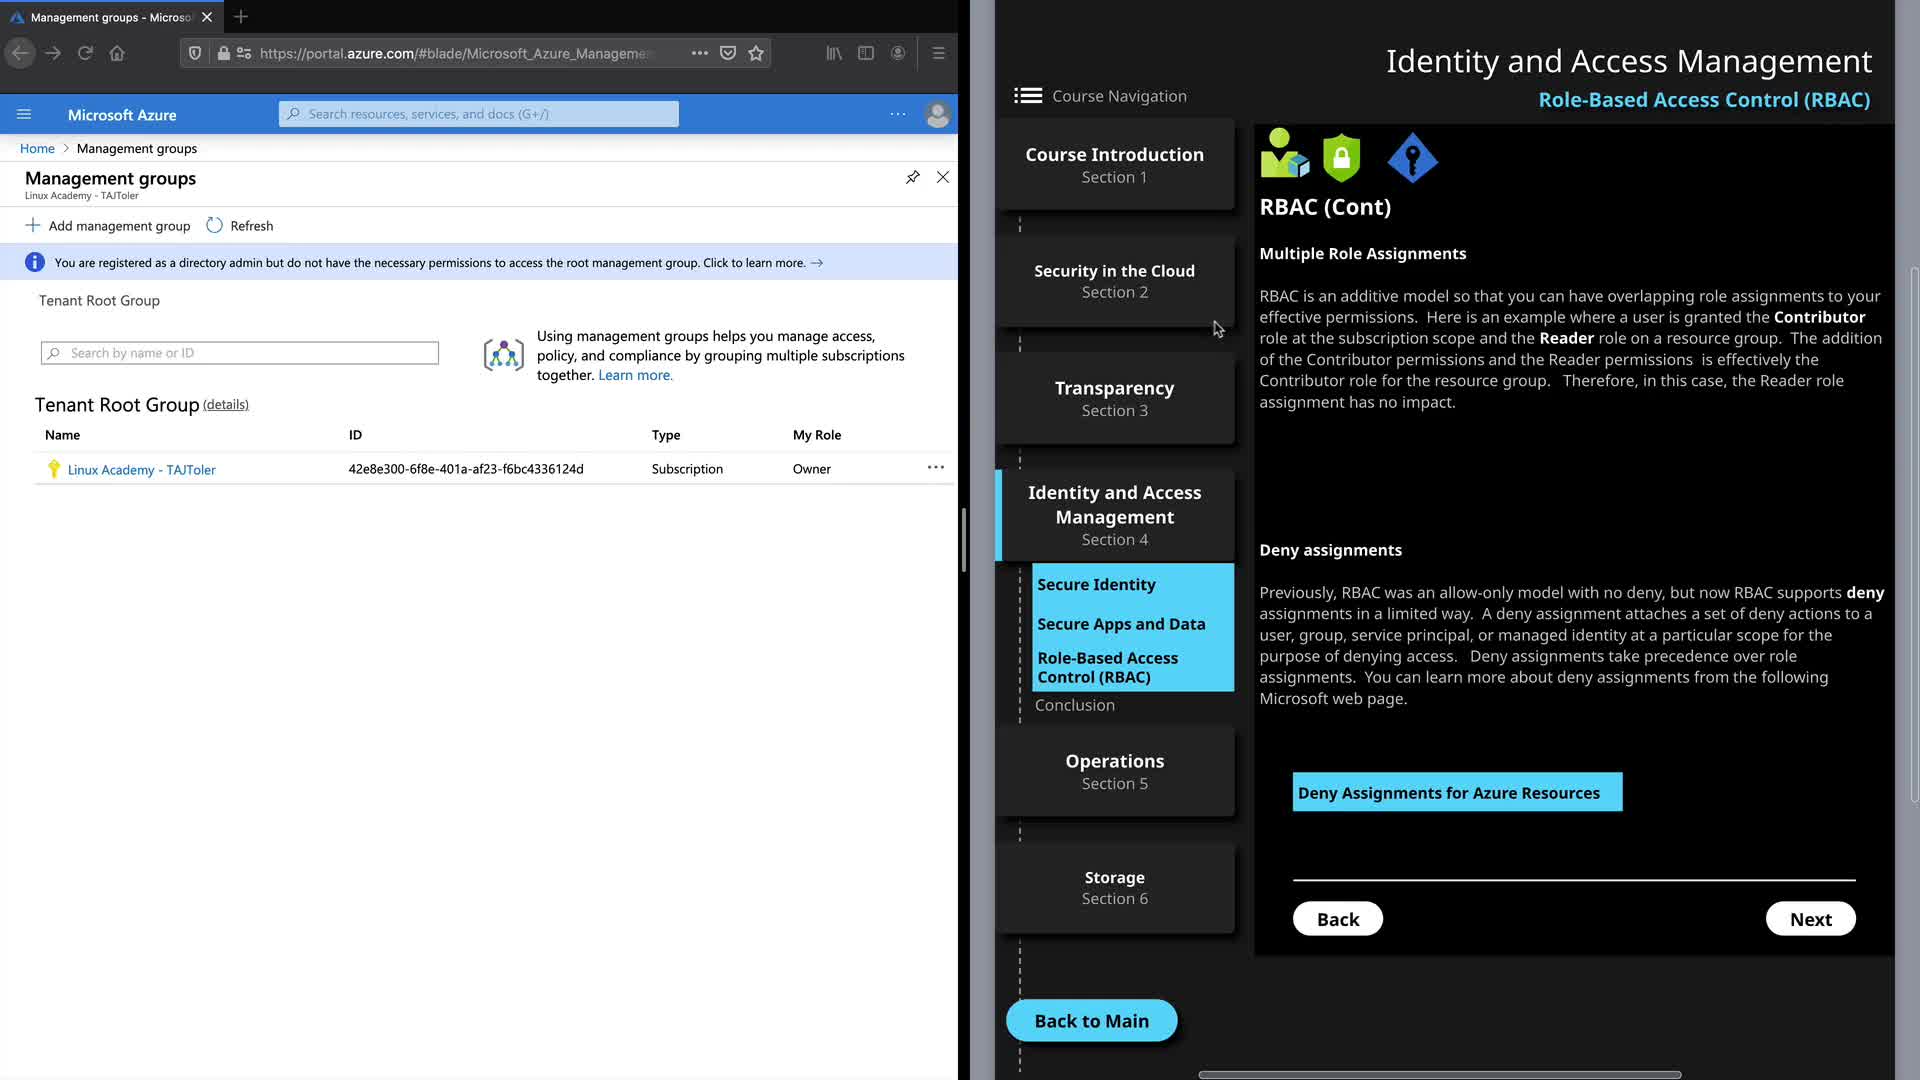 Management groups - Microso
https://portal.azure.com/#blade/Microsoft_Azure_Manageme
Microsoft Azure
Search resources, services, and docs (G+/)
Home > Management groups
Management groups
Linux Academy - TAJToler
Add management group
Refresh
You are registered as a directory admin but do not have the necessary permissions to access the root management group. Click to learn more. →
Tenant Root Group
Search by name or ID
Using management groups helps you manage access,
policy, and compliance by grouping multiple subscriptions
together. Learn more.
Tenant Root Group (details)
Name ID Type My Role
Linux Academy - TAJToler 42e8e300-6f8e-401a-af23-f6bc4336124d Subscription Owner
Identity and Access Management
Role-Based Access Control (RBAC)
Course Navigation
Course Introduction
Section 1
Security in the Cloud
Section 2
Transparency
Section 3
Identity and Access
Management
Section 4
Secure Identity
Secure Apps and Data
Role-Based Access
Control (RBAC)
Conclusion
Operations
Section 5
Storage
Section 6
Back to Main
RBAC (Cont)
Multiple Role Assignments
RBAC is an additive model so that you can have overlapping role assignments to your
effective permissions. Here is an example where a user is granted the Contributor
role at the subscription scope and the Reader role on a resource group. The addition
of the Contributor permissions and the Reader permissions is effectively the
Contributor role for the resource group. Therefore, in this case, the Reader role
assignment has no impact.
Deny assignments
Previously, RBAC was an allow-only model with no deny, but now RBAC supports deny
assignments in a limited way. A deny assignment attaches a set of deny actions to a
user, group, service principal, or managed identity at a particular scope for the
purpose of denying access. Deny assignments take precedence over role
assignments. You can learn more about deny assignments from the following
Microsoft web page.
Deny Assignments for Azure Resources
Back
Next